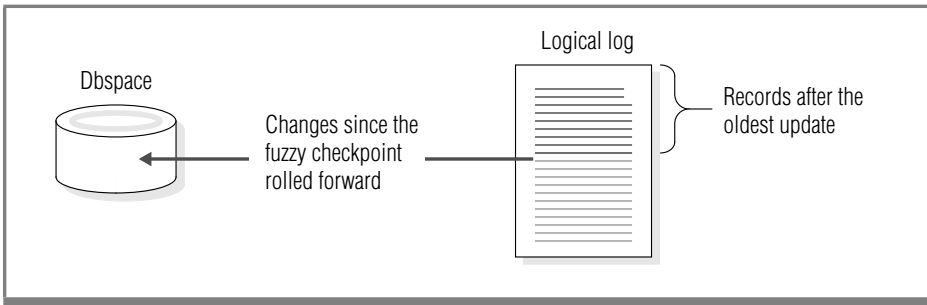 Logical log
Dbspace
Changes since the
fuzzy checkpoint
rolled forward
Records after the
oldest update